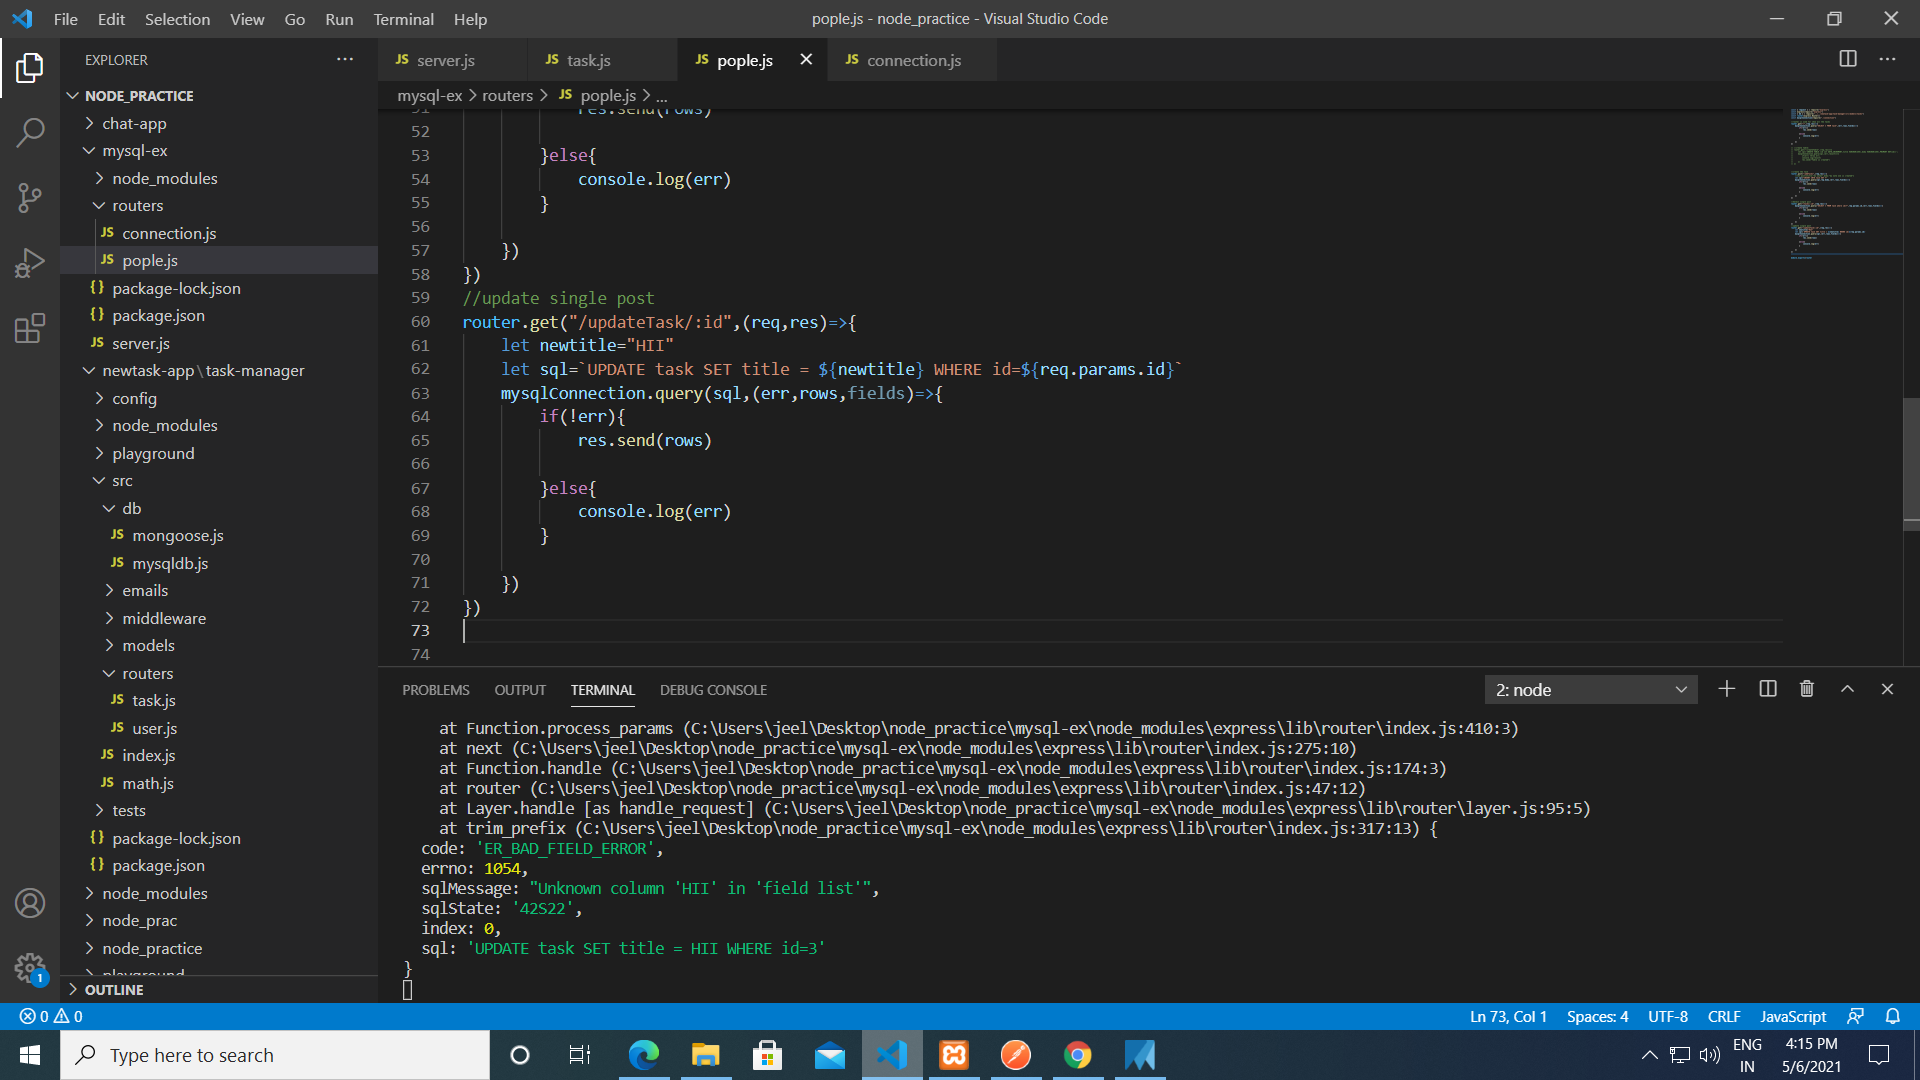 File Edit Selection View Go Run Terminal Help
pople.js - node_practice - Visual Studio Code
EXPLORER
NODE_PRACTICE
chat-app
mysql-ex
node_modules
routers
JS connection.js
JS pople.js
{} package-lock.json
{} package.json
JS server.js
newtask-app\task-manager
config
node_modules
playground
src
db
JS mongoose.js
JS mysqldb.js
emails
middleware
models
routers
JS task.js
JS user.js
JS index.js
JS math.js
tests
{} package-lock.json
{} package.json
node_modules
node_prac
node_practice
playground
OUTLINE
1
JS server.js
JS task.js
JS pople.js
JS connection.js
mysql-ex > routers > JS pople.js > ...
51 res.send(rows)
52
53 }else{
54 console.log(err)
55 }
56
57 })
58 })
59 //update single post
60 router.get("/updateTask/:id",(req,res)=>{
61 let newtitle="HII"
62 let sql=`UPDATE task SET title = ${newtitle} WHERE id=${req.params.id}`
63 mysqlConnection.query(sql,(err,rows,fields)=>{
64 if(!err){
65 res.send(rows)
66
67 }else{
68 console.log(err)
69 }
70
71 })
72 })
73
74
PROBLEMS OUTPUT TERMINAL DEBUG CONSOLE
2: node
at Function.process_params (C:\Users\jeel\Desktop\node_practice\mysql-ex\node_modules\express\lib\router\index.js:410:3)
at next (C:\Users\jeel\Desktop\node_practice\mysql-ex\node_modules\express\lib\router\index.js:275:10)
at Function.handle (C:\Users\jeel\Desktop\node_practice\mysql-ex\node_modules\express\lib\router\index.js:174:3)
at router (C:\Users\jeel\Desktop\node_practice\mysql-ex\node_modules\express\lib\router\index.js:47:12)
at Layer.handle [as handle_request] (C:\Users\jeel\Desktop\node_practice\mysql-ex\node_modules\express\lib\router\layer.js:95:5)
at trim_prefix (C:\Users\jeel\Desktop\node_practice\mysql-ex\node_modules\express\lib\router\index.js:317:13) {
code: 'ER_BAD_FIELD_ERROR',
errno: 1054,
sqlMessage: "Unknown column 'HII' in 'field list'",
sqlState: '42S22',
index: 0,
sql: 'UPDATE task SET title = HII WHERE id=3'
}
0 0
Ln 73, Col 1 Spaces: 4 UTF-8 CRLF JavaScript
Type here to search
ENG
IN
4:15 PM
5/6/2021